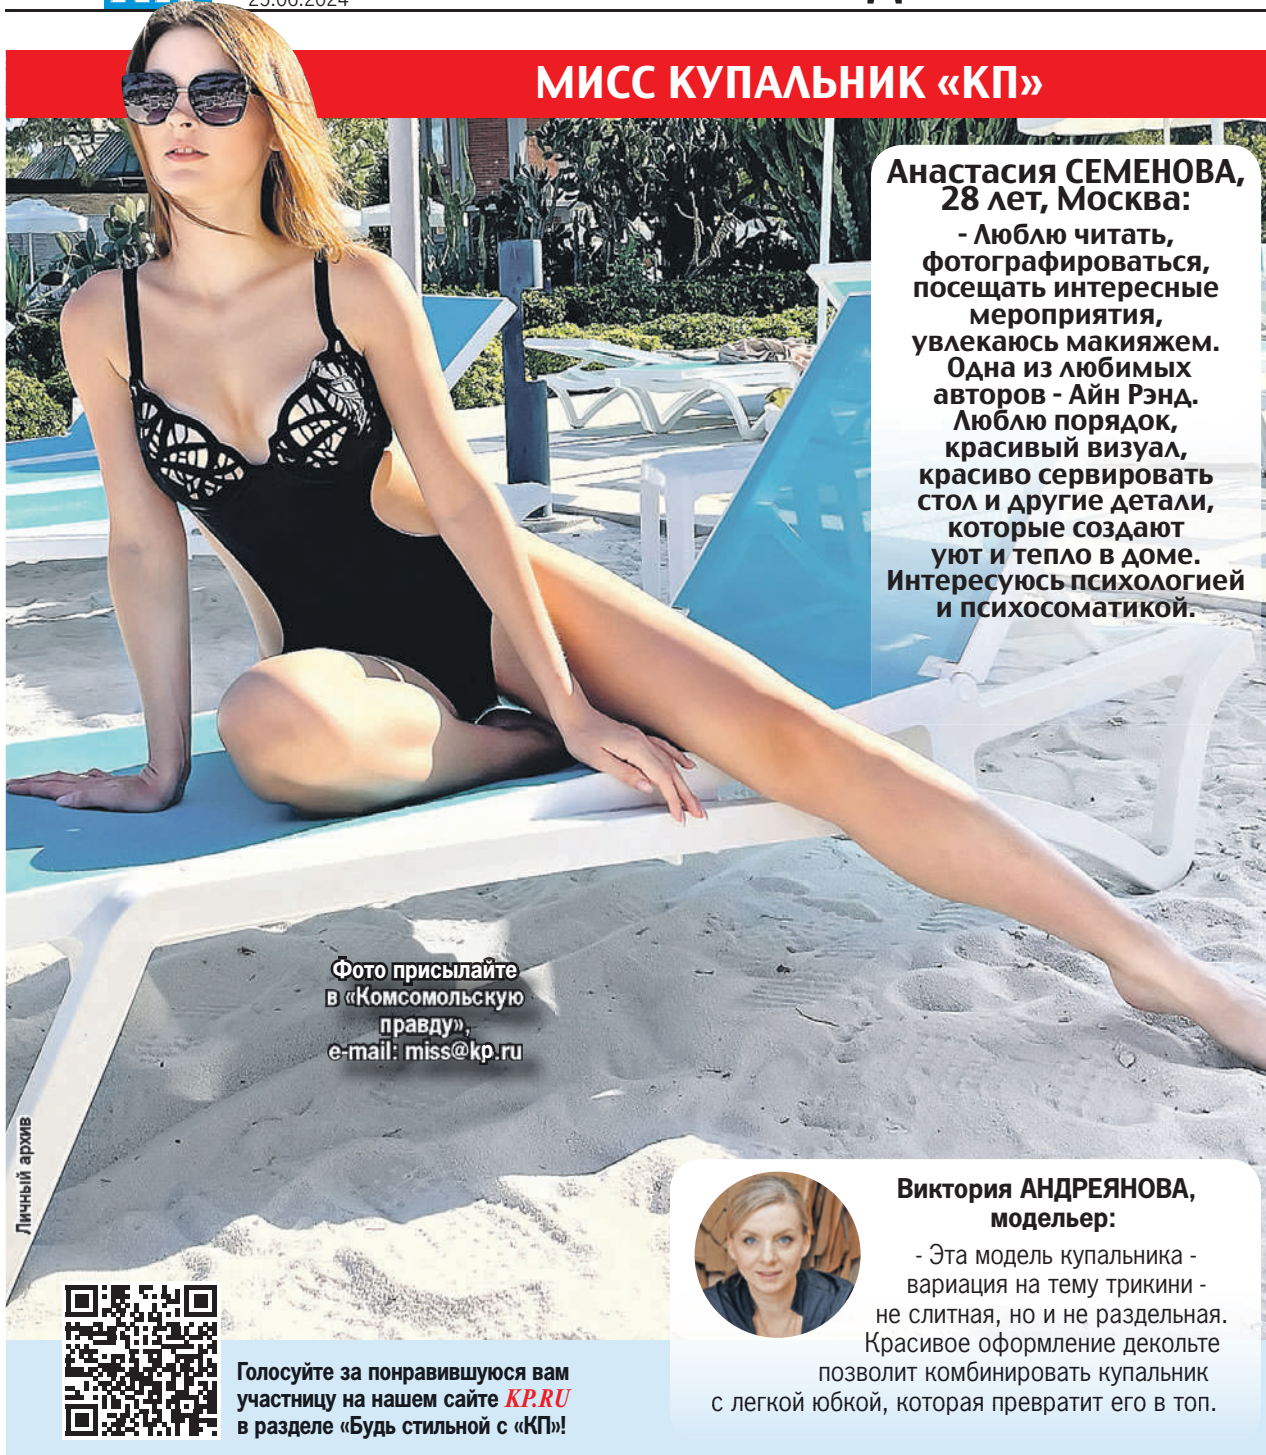 25.06.2024
МИСС КУПАЛЬНИК «КП»
Анастасия СЕМЕНОВА,
28 лет, Москва:
- Люблю читать,
фотографироваться,
посещать интересные
мероприятия,
увлекаюсь макияжем.
Одна из любимых
авторов - Айн Рэнд.
Люблю порядок,
красивый визуал,
красиво сервировать
стол и другие детали,
которые создают
уют и тепло в доме.
Интересуюсь психологией
и психосоматикой.
Фото присылайте
в «Комсомольскую
правду»,
e-mail: miss@kp.ru
Личный архив
Виктория АНДРЕЯНОВА,
модельер:
- Эта модель купальника -
вариация на тему трикини -
не слитная, но и не раздельная.
Красивое оформление декольте
позволит комбинировать купальник
с легкой юбкой, которая превратит его в топ.
Голосуйте за понравившуюся вам
участницу на нашем сайте KP.RU
в разделе «Будь стильной с «КП»!